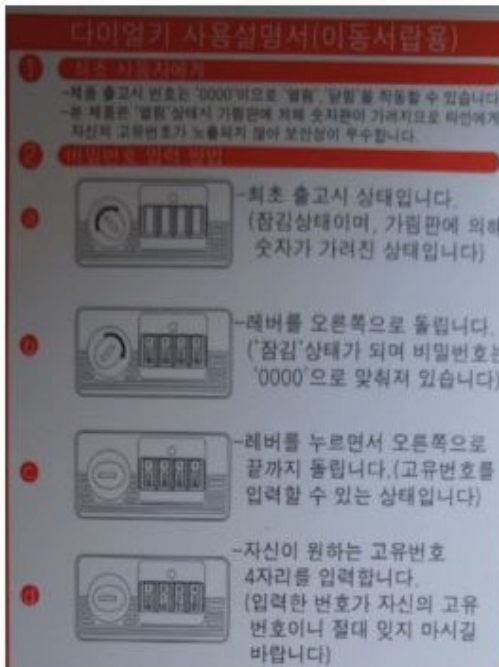 다이얼키 사용설명서(이동서랍용)
1 최초 사용자에게
-제품 출고시 번호는 '0000'이으로 '열림', '닫힘'을 작동할 수 있습니다
-본 제품은 '열림'상태서 가림판에 의해 숫자판이 가려지므로 타인에게
자신의 고유번호가 노출되지 않아 보안성이 우수합니다.
2 비밀번호 입력 방법
a -최초 출고시 상태입니다.
(잠김상태이며, 가림판에 의해
숫자가 가려진 상태입니다)
b -레버를 오른쪽으로 돌립니다.
('잠김'상태가 되며 비밀번호는
'0000'으로 맞춰져 있습니다)
c -레버를 누르면서 오른쪽으로
끝까지 돌립니다.(고유번호를
입력할 수 있는 상태입니다)
d -자신이 원하는 고유번호
4자리를 입력합니다.
(입력한 번호가 자신의 고유
번호이니 절대 잊지 마시길
바랍니다)